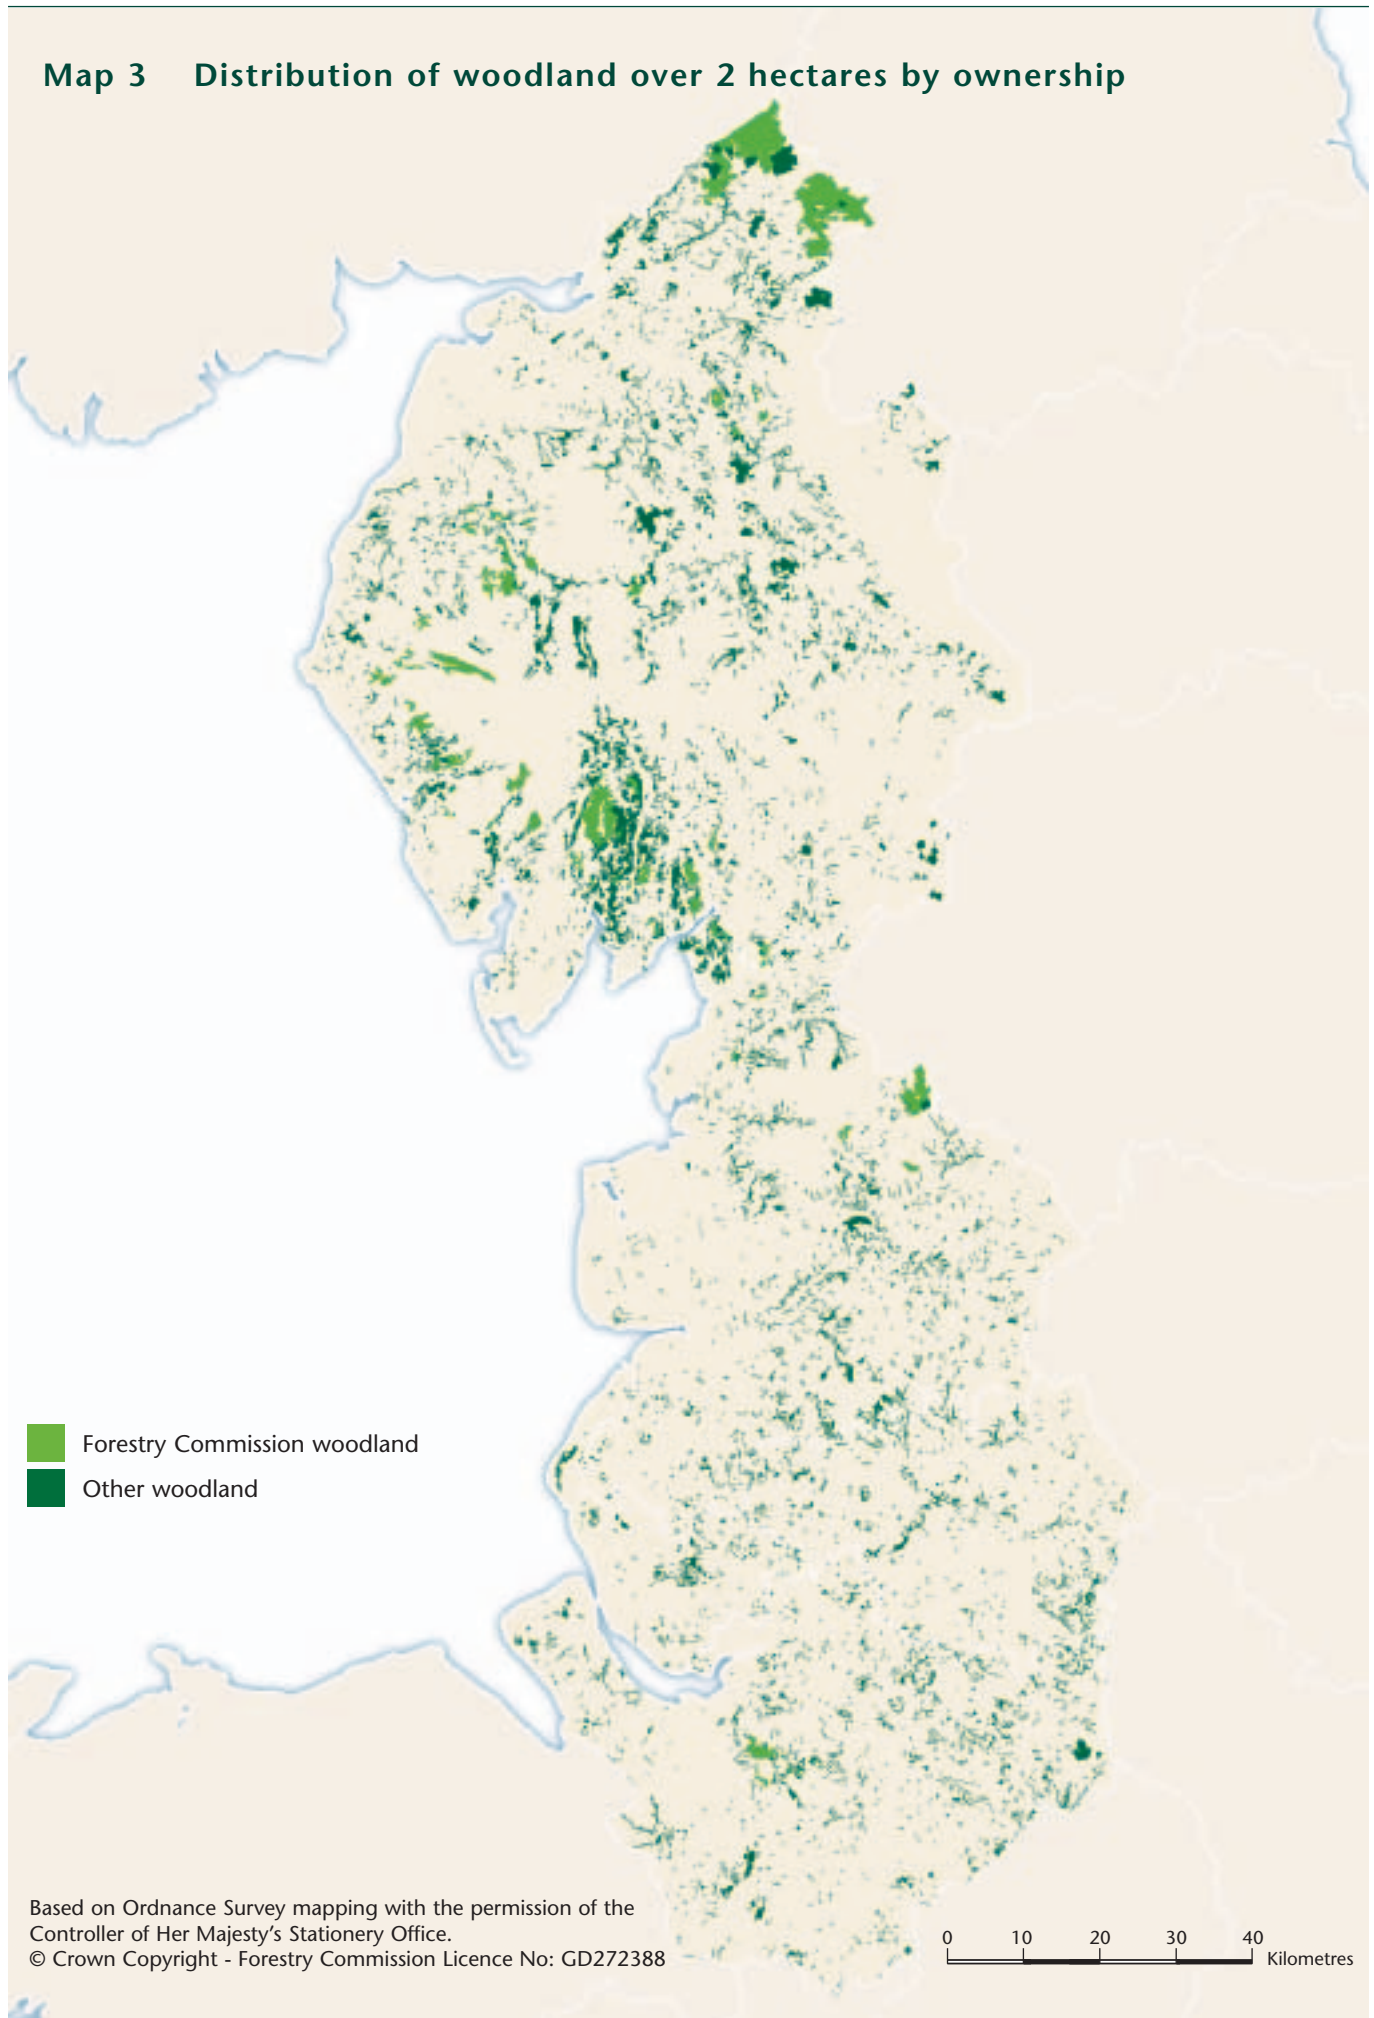 Map 3 Distribution of woodland over 2 hectares by ownership
Forestry Commission woodland
Other woodland
Based on Ordnance Survey mapping with the permission of the
Controller of Her Majesty’s Stationery Office.
© Crown Copyright - Forestry Commission Licence No: GD272388
0 10 20 30 40
Kilometres